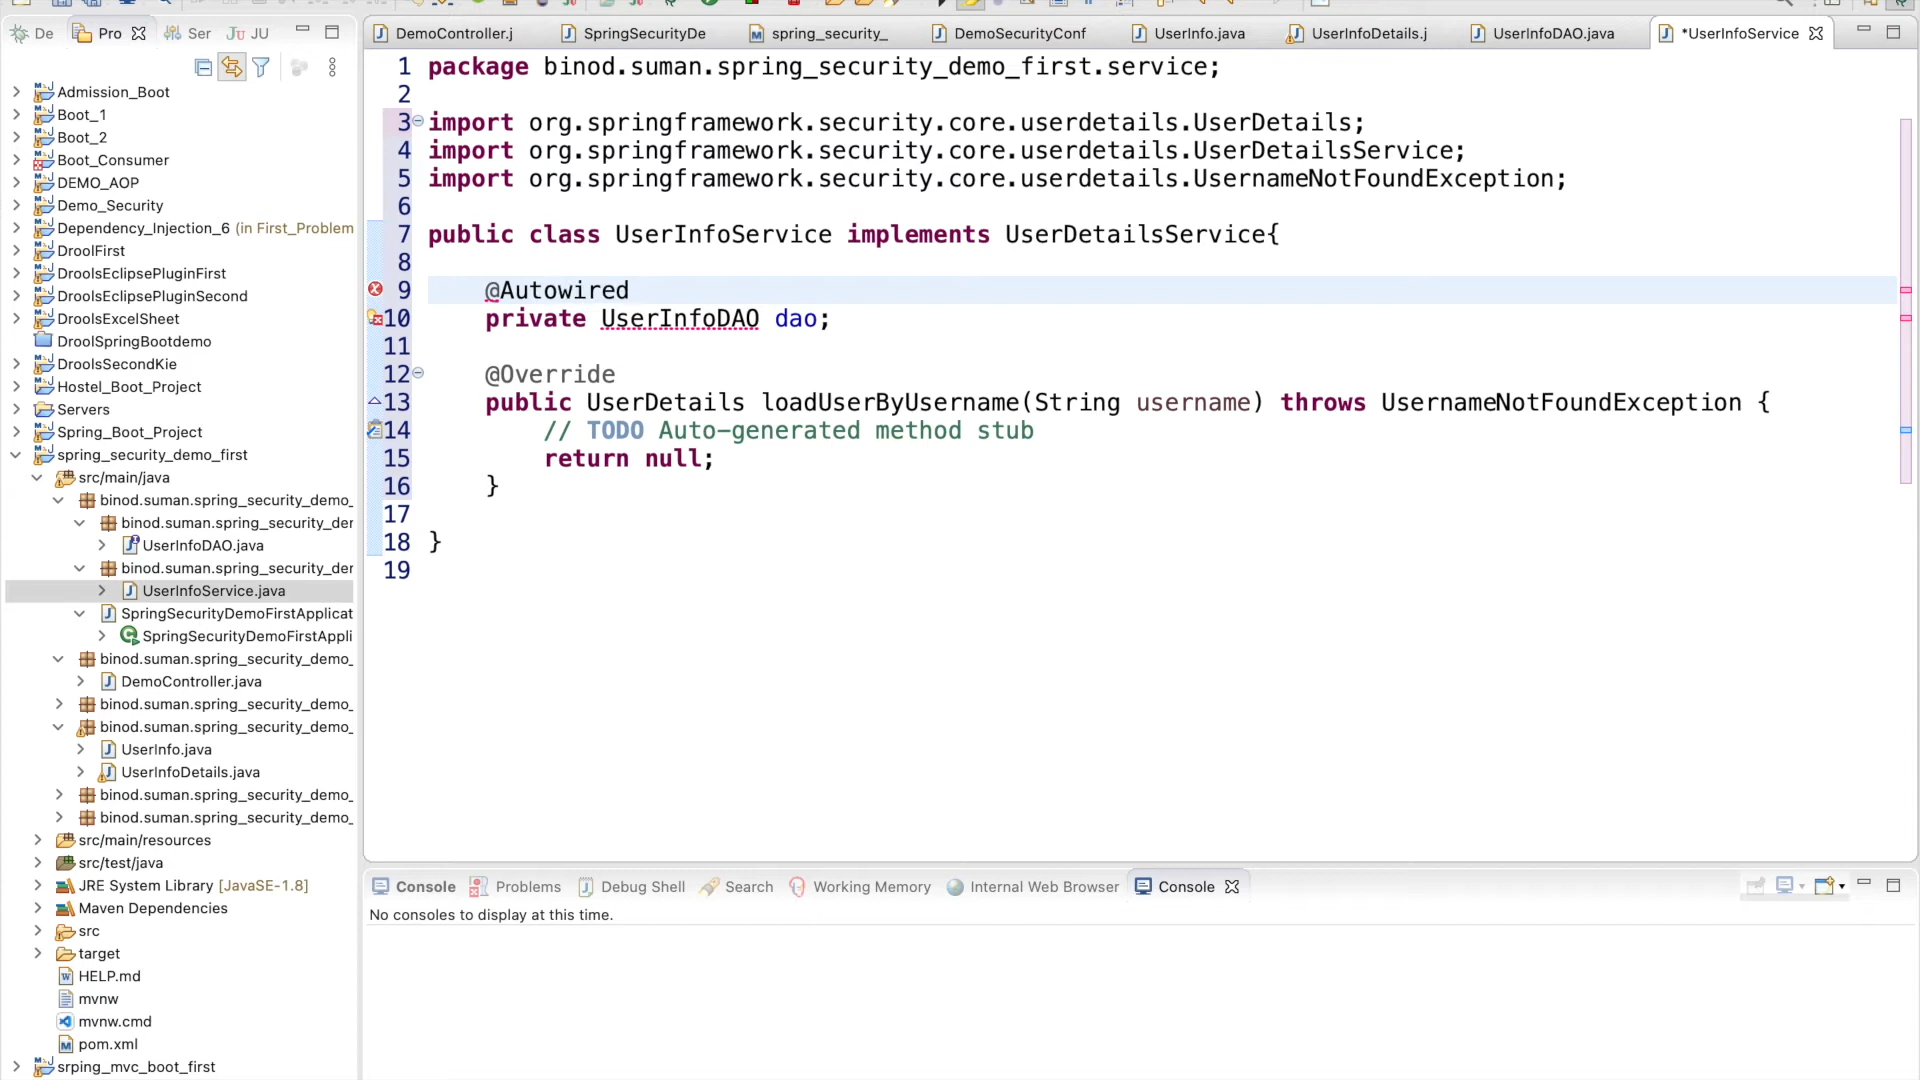 De
Pro
Ser
JU
DemoController.j
SpringSecurityDe
spring_security_
DemoSecurityConf
UserInfo.java
UserInfoDetails.j
UserInfoDAO.java
*UserInfoService
Admission_Boot
Boot_1
Boot_2
Boot_Consumer
DEMO_AOP
Demo_Security
Dependency_Injection_6 (in First_Problem
DroolFirst
DroolsEclipsePluginFirst
DroolsEclipsePluginSecond
DroolsExcelSheet
DroolSpringBootdemo
DroolsSecondKie
Hostel_Boot_Project
Servers
Spring_Boot_Project
spring_security_demo_first
src/main/java
binod.suman.spring_security_demo_
binod.suman.spring_security_der
UserInfoDAO.java
binod.suman.spring_security_der
UserInfoService.java
SpringSecurityDemoFirstApplicat
SpringSecurityDemoFirstAppli
binod.suman.spring_security_demo_
DemoController.java
binod.suman.spring_security_demo_
binod.suman.spring_security_demo_
UserInfo.java
UserInfoDetails.java
binod.suman.spring_security_demo_
binod.suman.spring_security_demo_
src/main/resources
src/test/java
JRE System Library [JavaSE-1.8]
Maven Dependencies
src
target
HELP.md
mvnw
mvnw.cmd
pom.xml
srping_mvc_boot_first
1 package binod.suman.spring_security_demo_first.service;
2
3 import org.springframework.security.core.userdetails.UserDetails;
4 import org.springframework.security.core.userdetails.UserDetailsService;
5 import org.springframework.security.core.userdetails.UsernameNotFoundException;
6
7 public class UserInfoService implements UserDetailsService{
8
9 @Autowired
10 private UserInfoDAO dao;
11
12 @Override
13 public UserDetails loadUserByUsername(String username) throws UsernameNotFoundException {
14 // TODO Auto-generated method stub
15 return null;
16 }
17
18 }
19
Console
Problems
Debug Shell
Search
Working Memory
Internal Web Browser
Console
No consoles to display at this time.